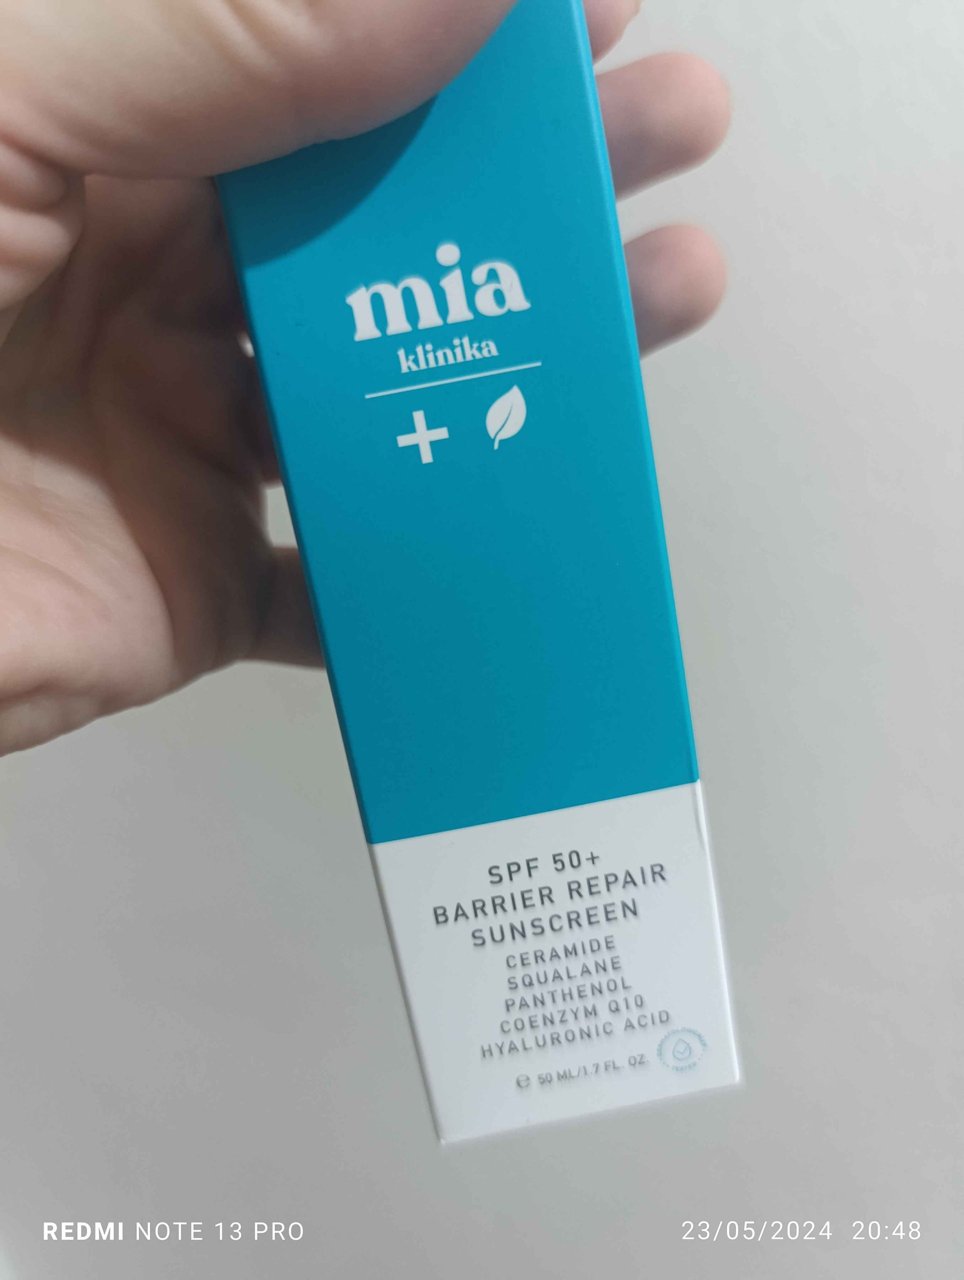 mia
klinika
SPF 50+
BARRIER REPAIR
SUNSCREEN
CERAMIDE
SQUALANE
PANTHENOL
COENZYM Q10
HYALURONIC ACID
℮ 50 ML/1.7 FL. OZ.
REDMI NOTE 13 PRO
23/05/2024 20:48